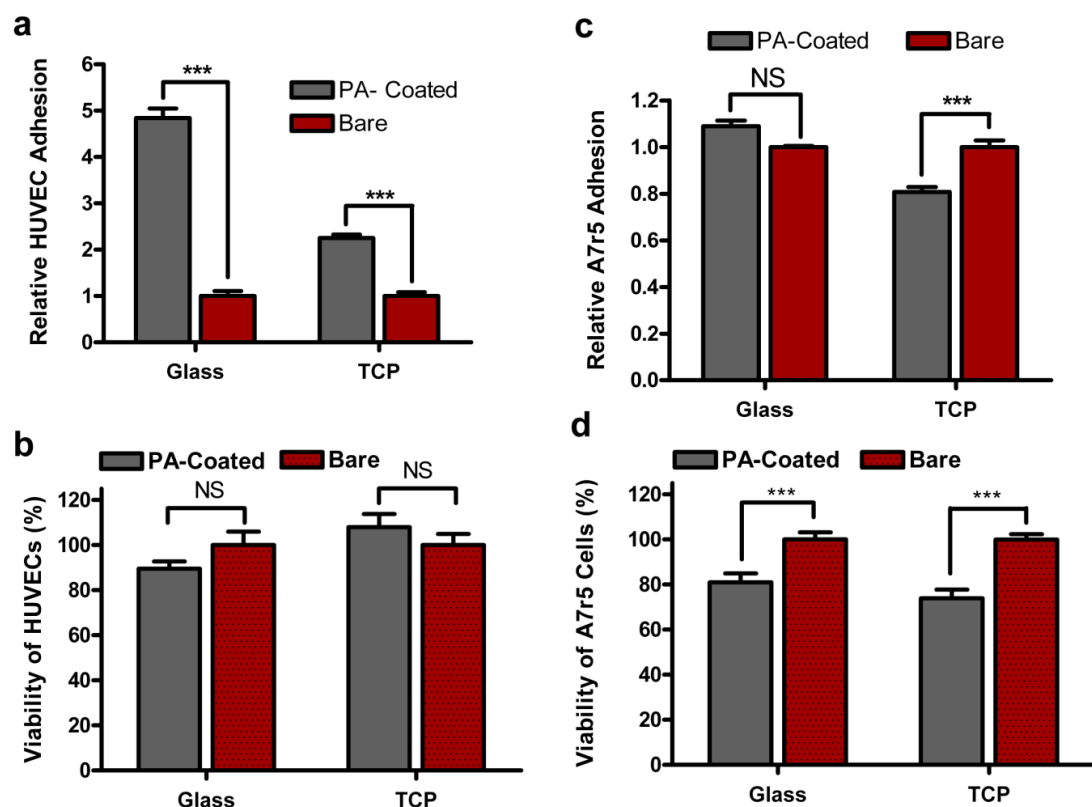 a
Relative HUVEC Adhesion
6
5
4
3
2
1
0
***
***
PA- Coated
Bare
Glass
TCP
c
PA-Coated
Bare
Relative A7r5 Adhesion
1.2
1.0
0.8
0.6
0.4
0.2
0.0
NS
***
Glass
TCP
b
PA-Coated
Bare
Viability of HUVECs (%)
120
100
80
60
40
20
0
NS
NS
Glass
TCP
d
PA-Coated
Bare
Viability of A7r5 Cells (%)
120
100
80
60
40
20
0
***
***
Glass
TCP